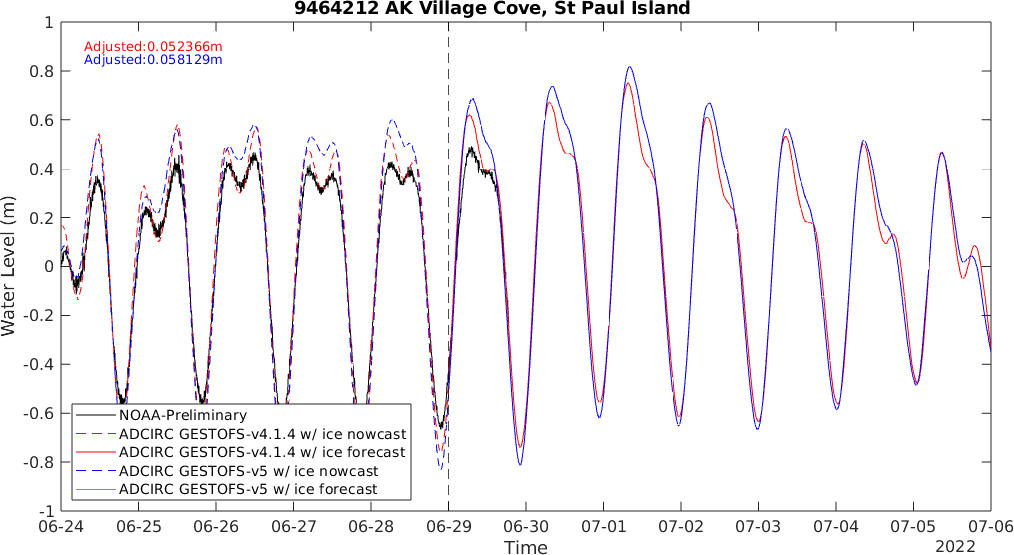 9464212 AK Village Cove, St Paul Island
Adjusted:0.052366m
Adjusted:0.058129m
Water Level (m)
1
0.8
0.6
0.4
0.2
0
-0.2
-0.4
-0.6
-0.8
-1
NOAA-Preliminary
ADCIRC GESTOFS-v4.1.4 w/ ice nowcast
ADCIRC GESTOFS-v4.1.4 w/ ice forecast
ADCIRC GESTOFS-v5 w/ ice nowcast
ADCIRC GESTOFS-v5 w/ ice forecast
06-24 06-25 06-26 06-27 06-28 06-29 06-30 07-01 07-02 07-03 07-04 07-05 07-06
Time
2022